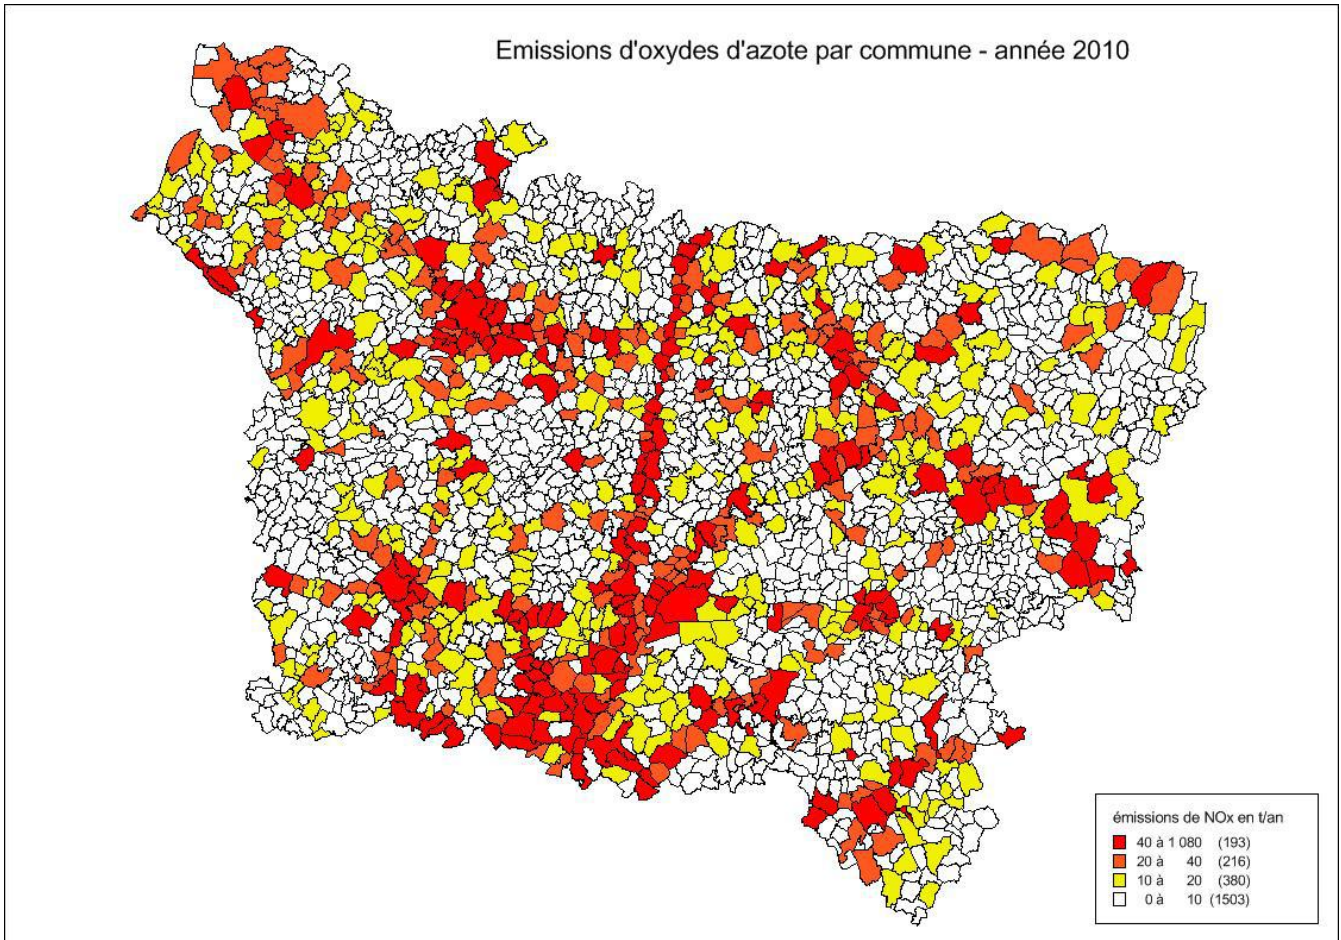 Emissions d'oxydes d'azote par commune - année 2010
émissions de NOx en t/an
40 à 1 080 (193)
20 à 40 (216)
10 à 20 (380)
0 à 10 (1503)